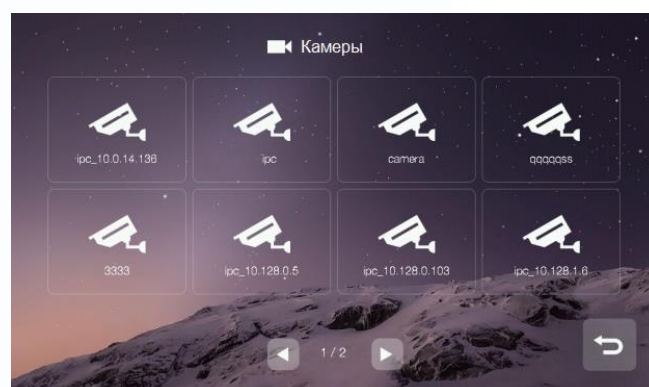 Камеры
ipc_10.0.14.136
ipc
camera
qqqqqss
3333
ipc_10.128.0.5
ipc_10.128.0.103
ipc_10.128.1.6
1/2